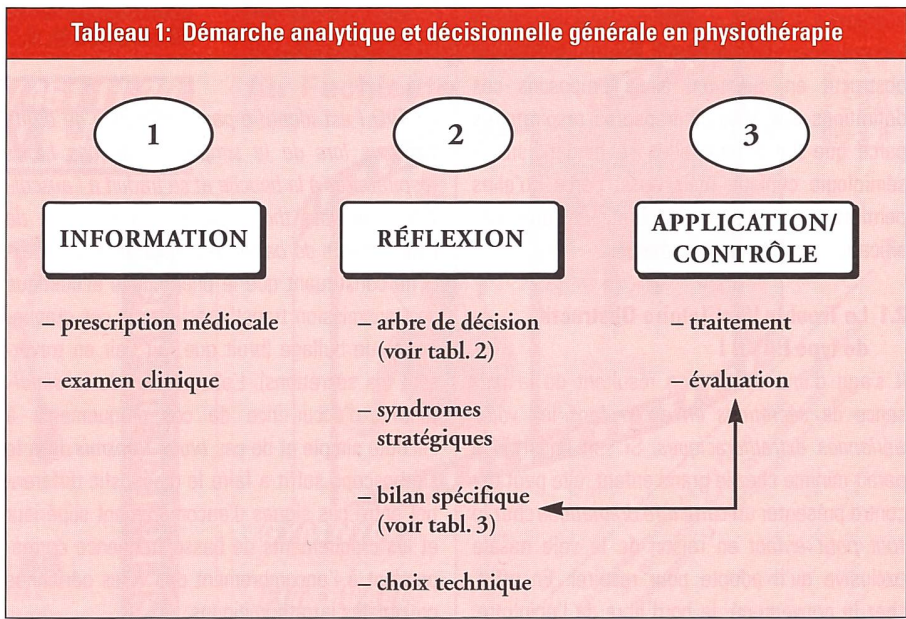 Tableau 1: Démarche analytique et décisionnelle générale en physiothérapie
1
INFORMATION
– prescription médiocale
– examen clinique
2
RÉFLEXION
– arbre de décision
(voir tabl. 2)
– syndromes
stratégiques
– bilan spécifique
(voir tabl. 3)
– choix technique
3
APPLICATION/
CONTRÔLE
– traitement
– évaluation